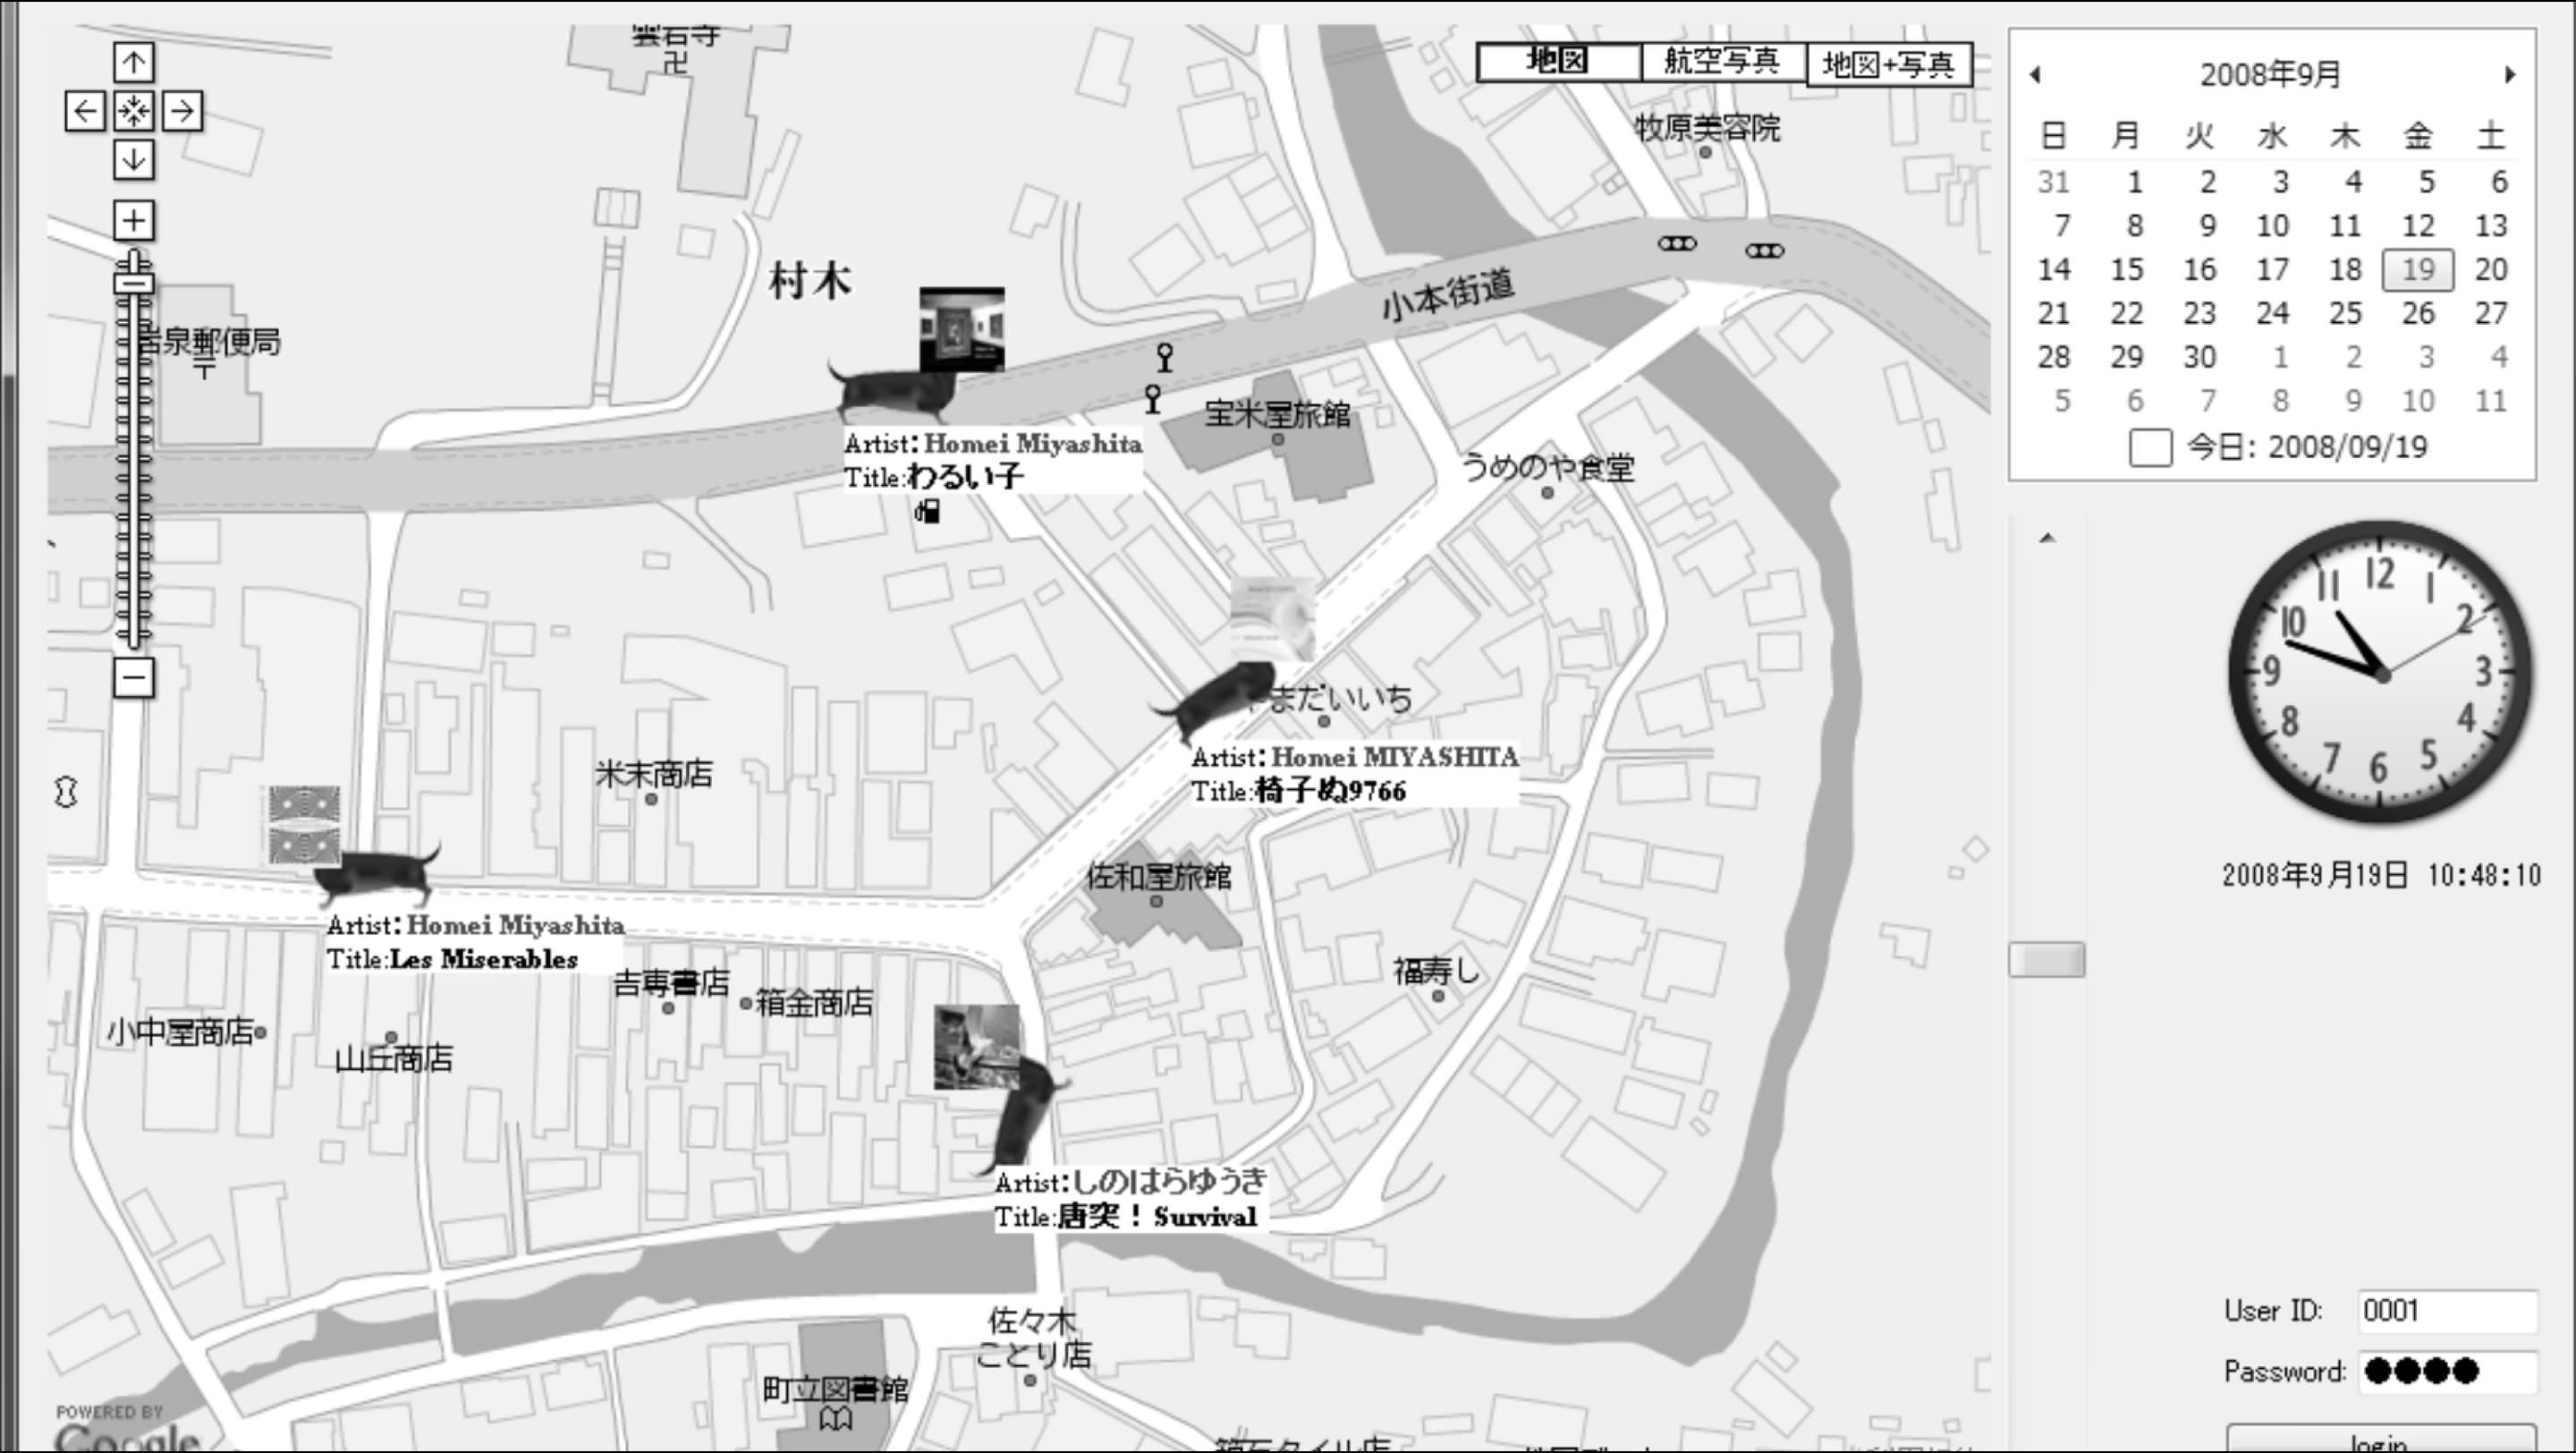 雲石寺
卍
地図 航空写真 地図+写真
牧原美容院
村木
小本街道
岩泉郵便局
〒
宝米屋旅館
うめのや食堂
Artist:Homei Miyashita
Title:わるい子
やまだいいち
Artist:Homei MIYASHITA
Title:椅子ぬ9766
米末商店
佐和屋旅館
Artist:Homei Miyashita
Title:Les Miserables
吉専書店
箱金商店
福寿し
小中屋商店
山丘商店
Artist:しのはらゆうき
Title:唐突！Survival
佐々木
ことり店
町立図書館
POWERED BY
Google
2008年9月
日 月 火 水 木 金 土
31 1 2 3 4 5 6
7 8 9 10 11 12 13
14 15 16 17 18 19 20
21 22 23 24 25 26 27
28 29 30 1 2 3 4
5 6 7 8 9 10 11
今日: 2008/09/19
12 1 2 3 4 5 6 7 8 9 10 11
2008年9月19日 10:48:10
User ID: 0001
Password: ●●●●
login